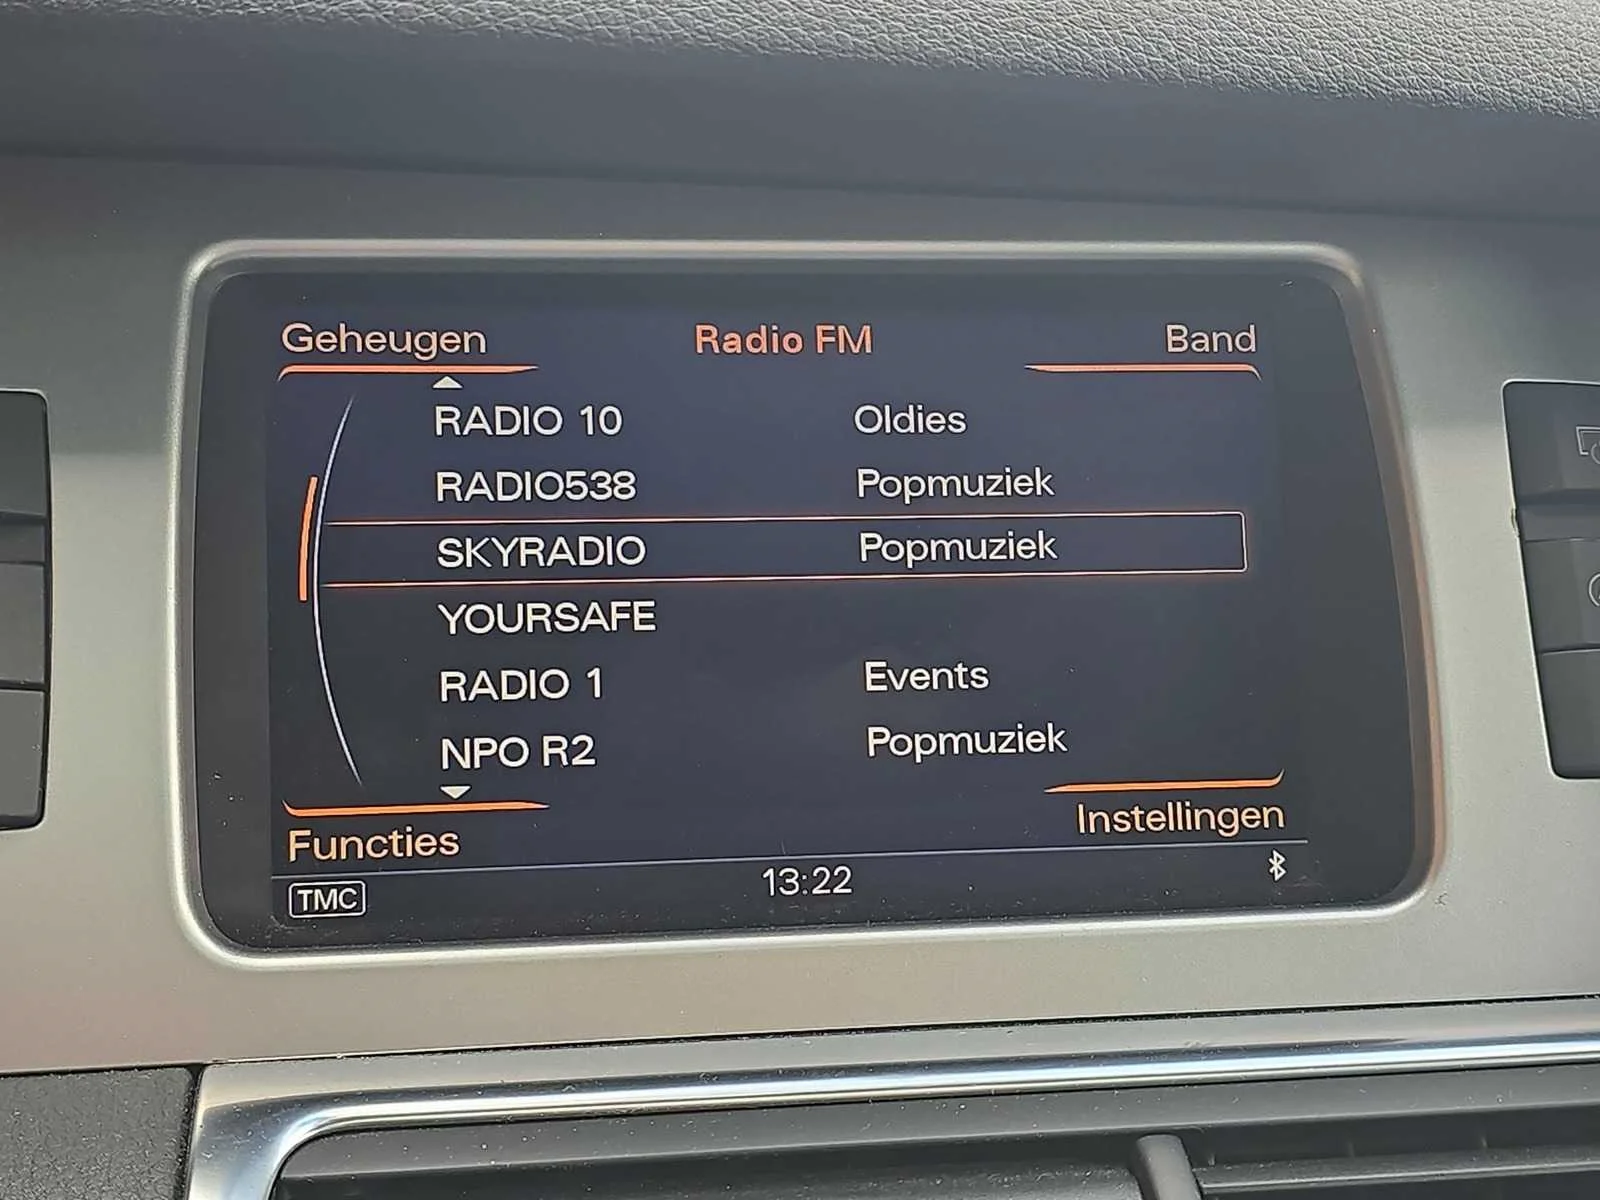 Geheugen Radio FM Band
RADIO 10 Oldies
RADIO538 Popmuziek
SKYRADIO Popmuziek
YOURSAFE
RADIO 1 Events
NPO R2 Popmuziek
Functies Instellingen
TMC 13:22